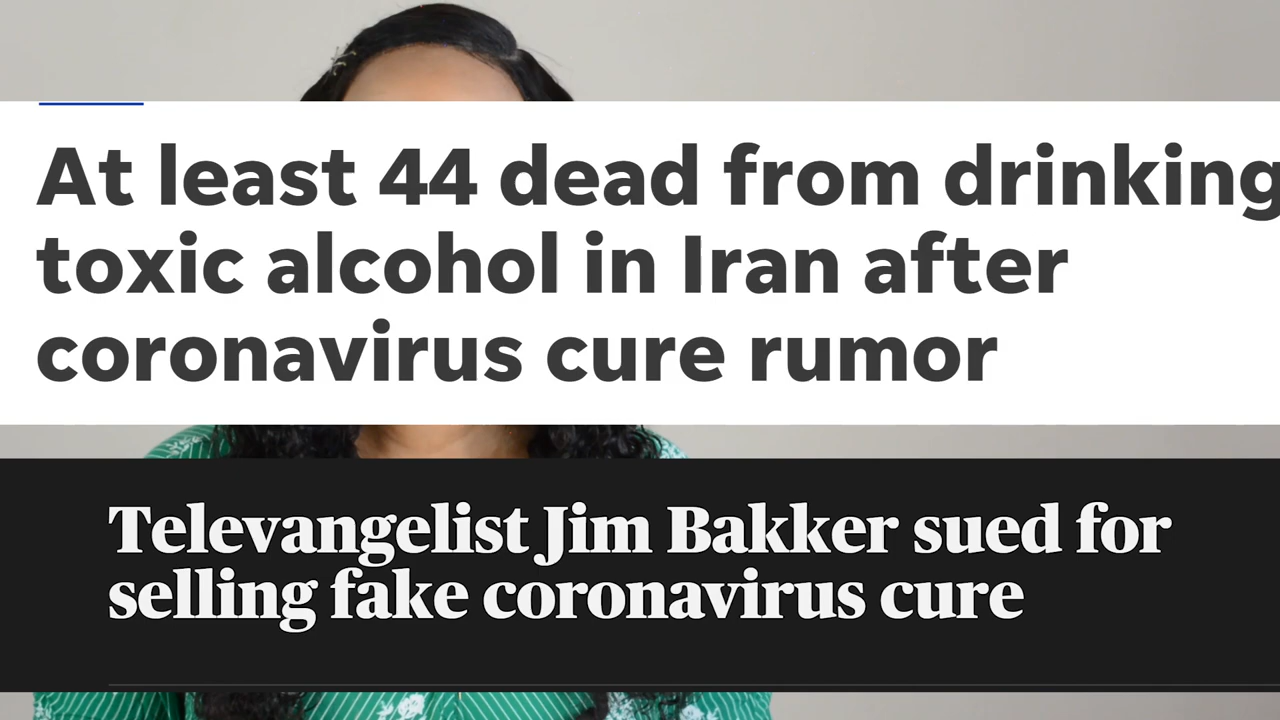 At least 44 dead from drinking
toxic alcohol in Iran after
coronavirus cure rumor
Televangelist Jim Bakker sued for
selling fake coronavirus cure